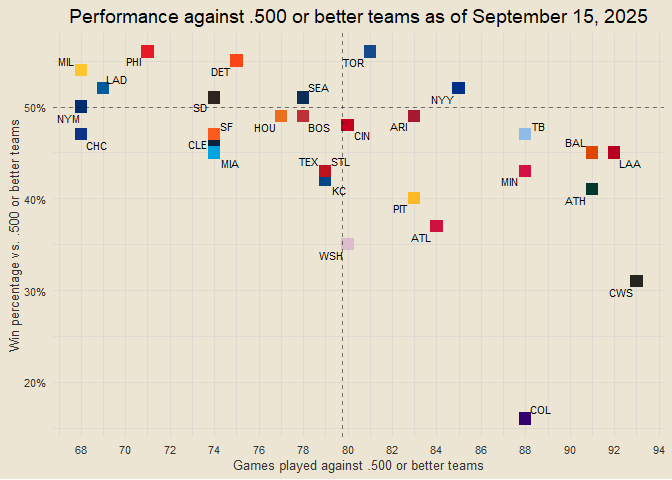 Performance against .500 or better teams as of September 15, 2025
MIL
PHI
DET
TOR
LAD
SEA
NYY
SD
50%
NYM
SF
HOU
BOS
CIN
ARI
TB
CHC
CLE
MIA
BAL
TEX
STL
LAA
KC
MIN
ATH
40%
PIT
ATL
WSH
30%
CWS
20%
COL
Win percentage vs. .500 or better teams
68 70 72 74 76 78 80 82 84 86 88 90 92 94
Games played against .500 or better teams